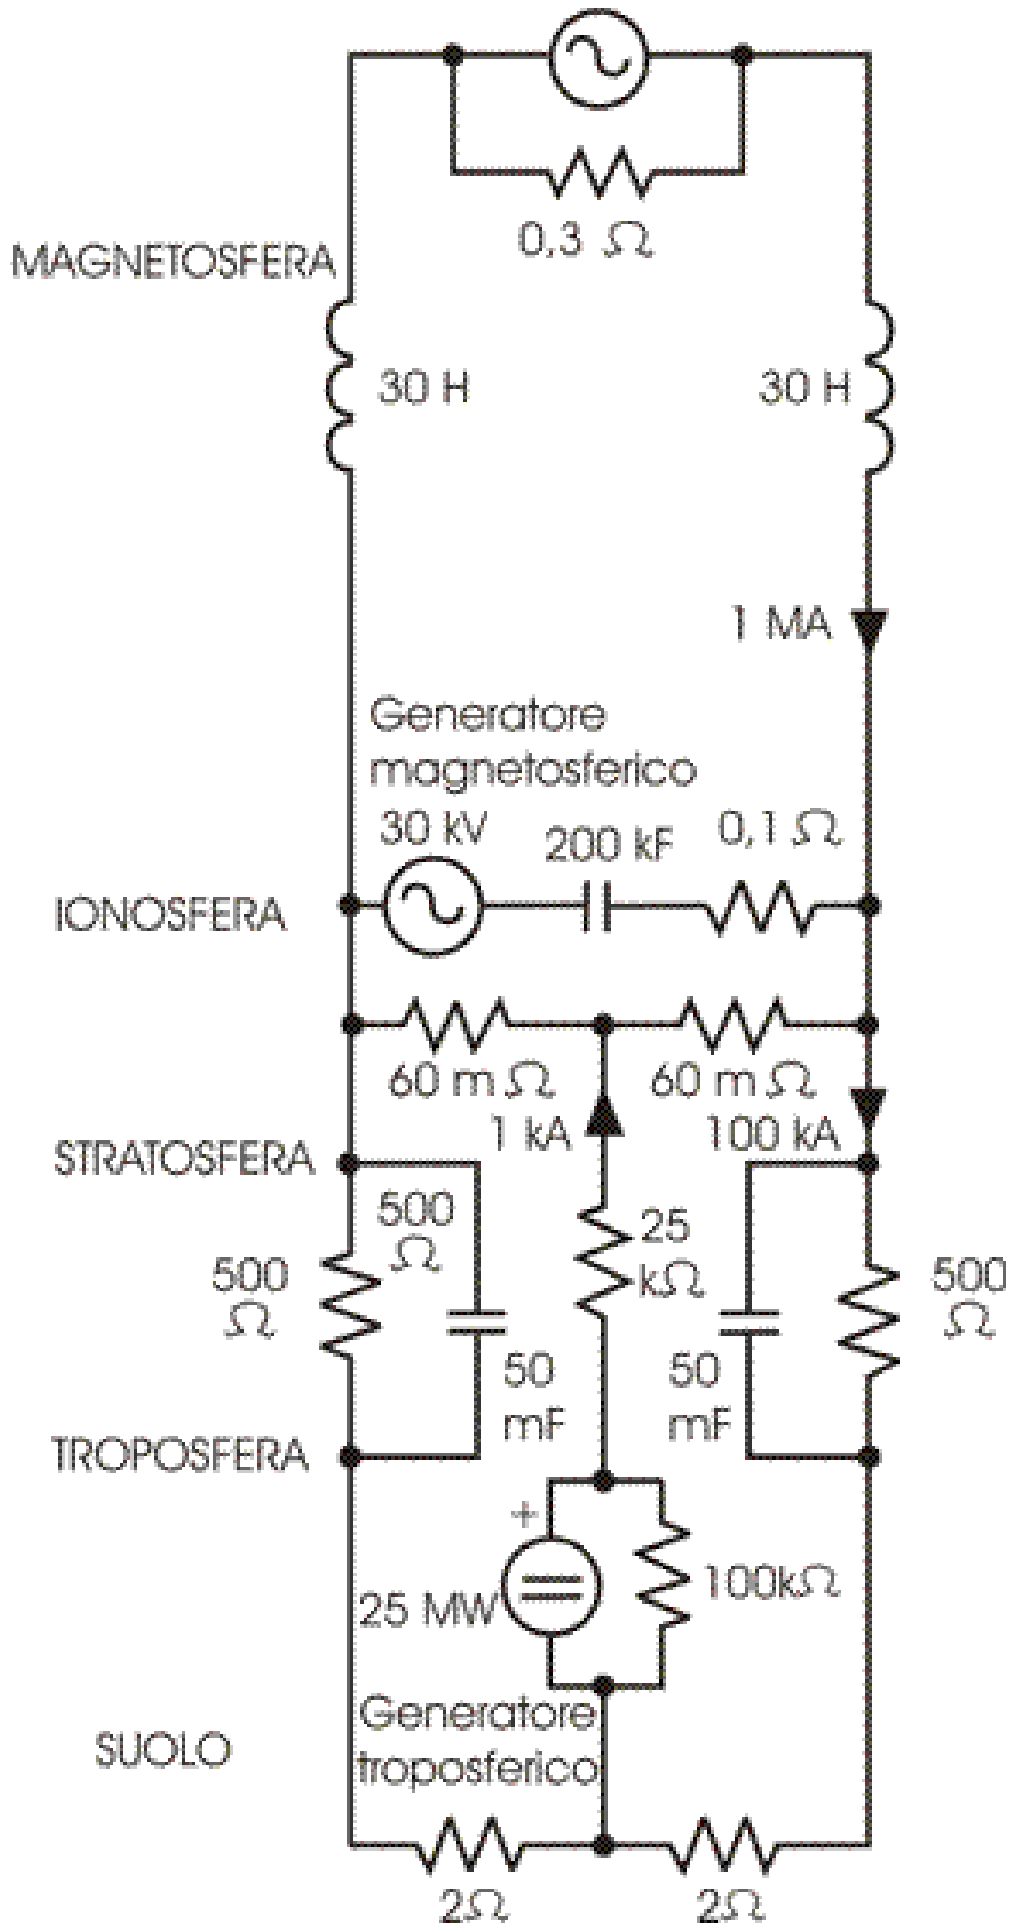 0,3 Ω
MAGNETOSFERA
30 H
30 H
1 MA
Generatore
magnetosferico
30 kV
200 kF
0,1 Ω
IONOSFERA
60 m Ω
60 m Ω
1 kA
100 kA
STRATOSFERA
500
Ω
500
Ω
25
kΩ
500
Ω
50
mF
50
mF
TROPOSFERA
+
25 MW
100kΩ
Generatore
troposferico
SUOLO
2Ω
2Ω